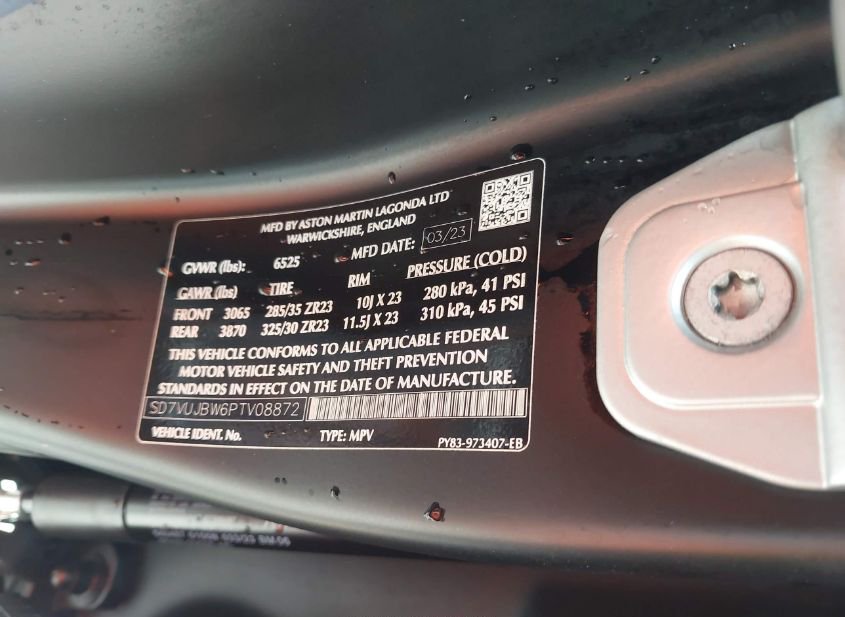 MFD BY ASTON MARTIN LAGONDA LTD
WARWICKSHIRE, ENGLAND
GVWR (lbs): 6525 MFD DATE: 03/23
GAWR (lbs) TIRE RIM PRESSURE (COLD)
FRONT 3065 285/35 ZR23 10J X 23 280 kPa, 41 PSI
REAR 3870 325/30 ZR23 11.5J X 23 310 kPa, 45 PSI
THIS VEHICLE CONFORMS TO ALL APPLICABLE FEDERAL
MOTOR VEHICLE SAFETY AND THEFT PREVENTION
STANDARDS IN EFFECT ON THE DATE OF MANUFACTURE.
SD7VUJBW6PTV08872
VEHICLE IDENT. No. TYPE: MPV PY83-973407-EB